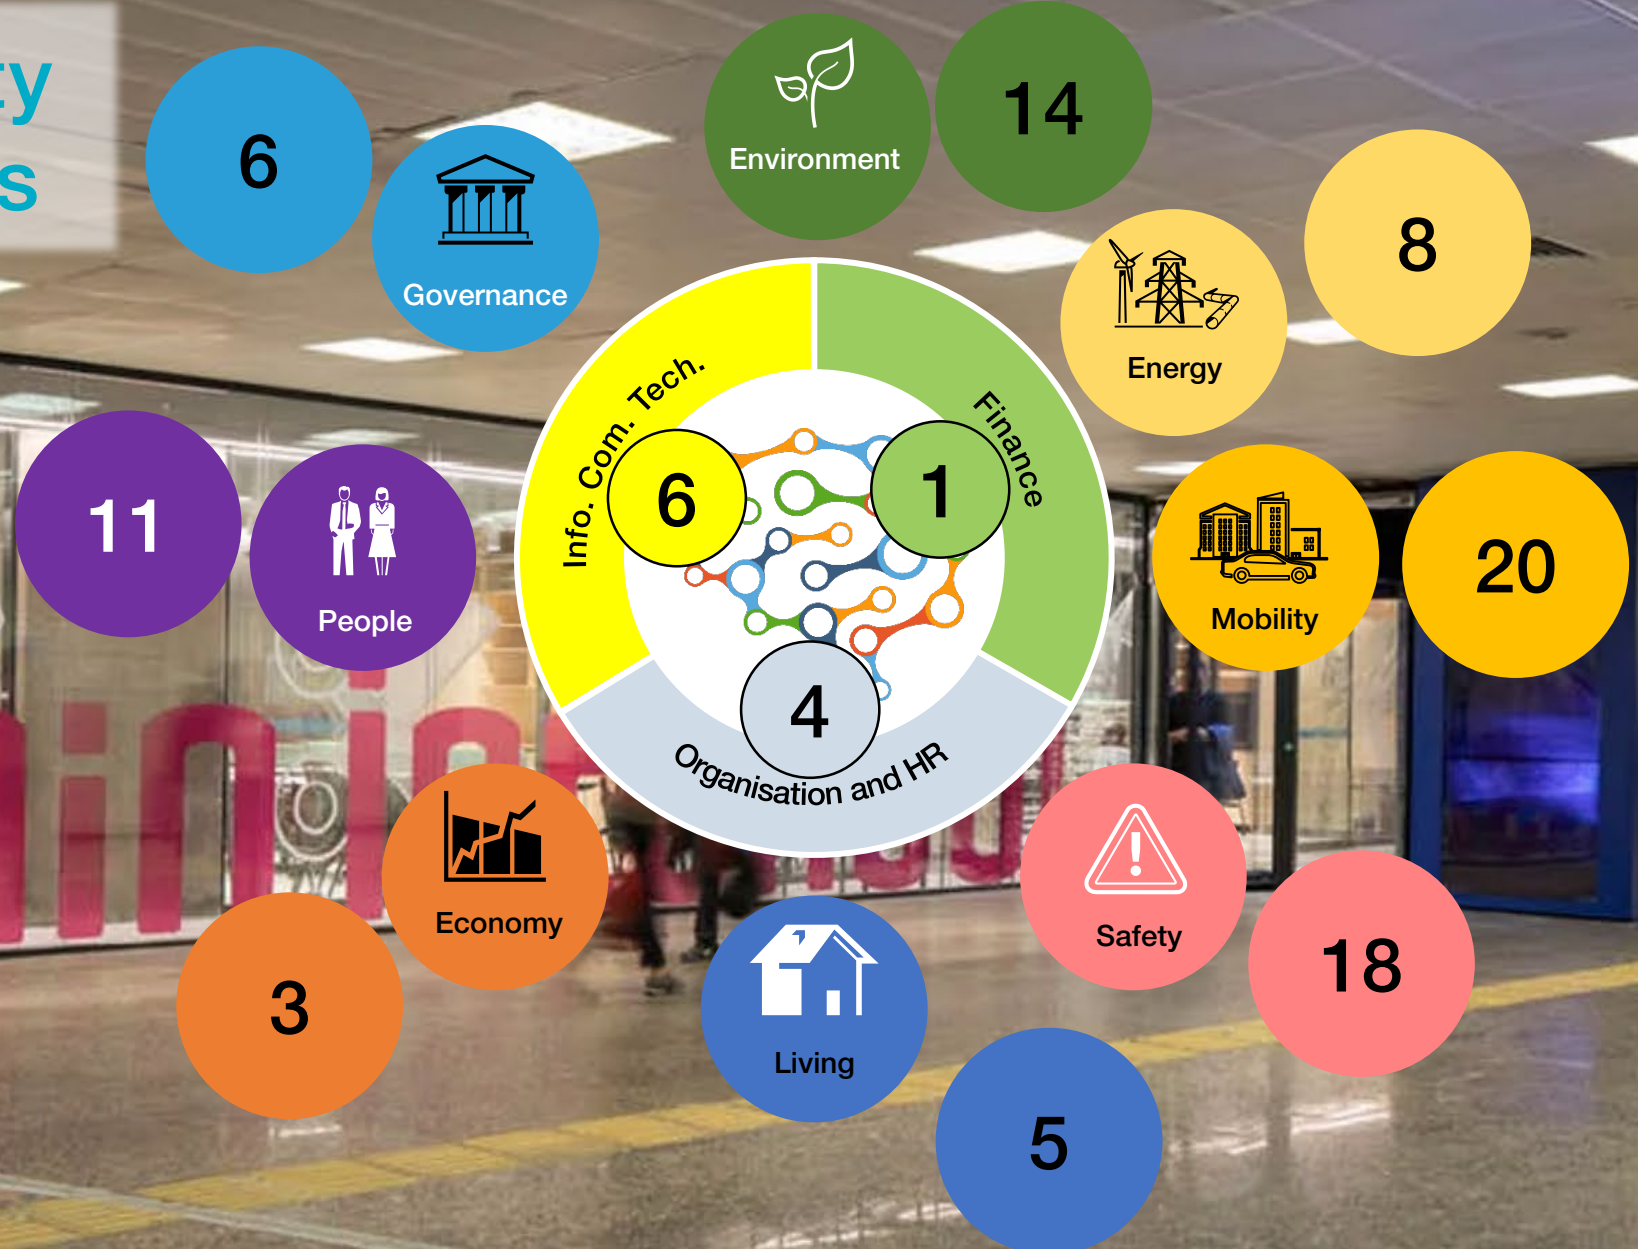 6
Governance
Environment
14
Energy
8
11
People
Info. Com. Tech.
6
Finance
1
4
Organisation and HR
Mobility
20
Economy
3
Living
5
Safety
18